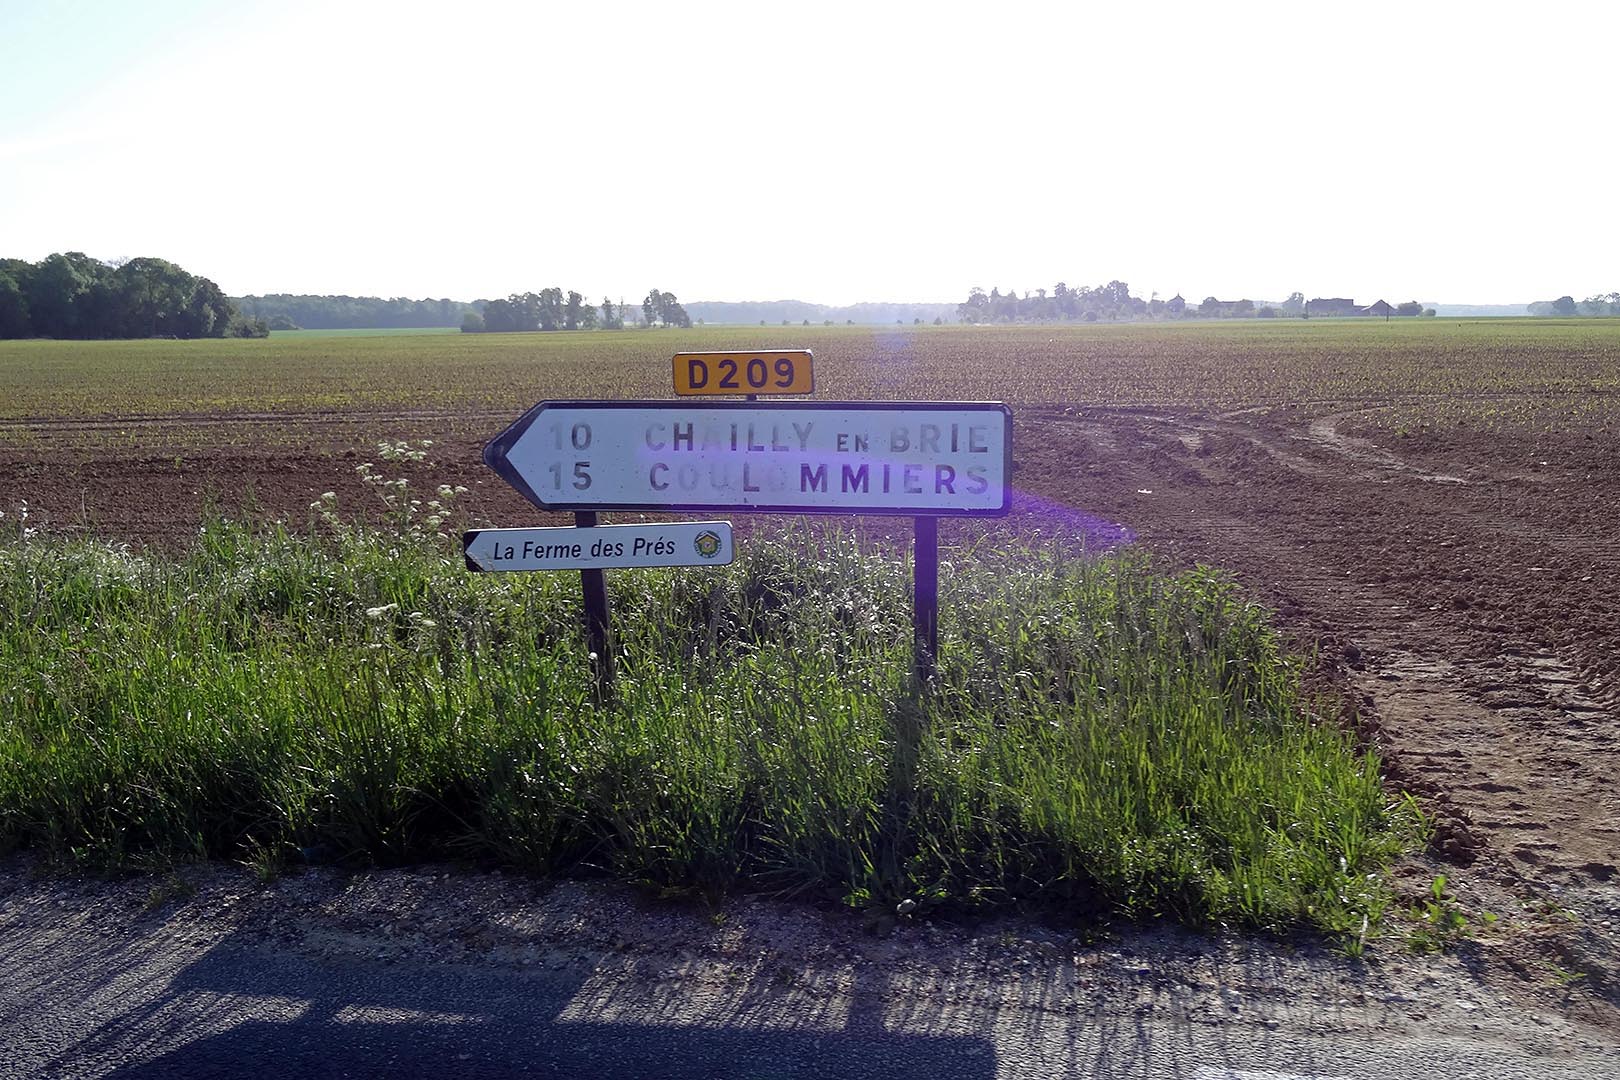 D209
10 CHAILLY EN BRIE
15 COULOMMIERS
La Ferme des Prés